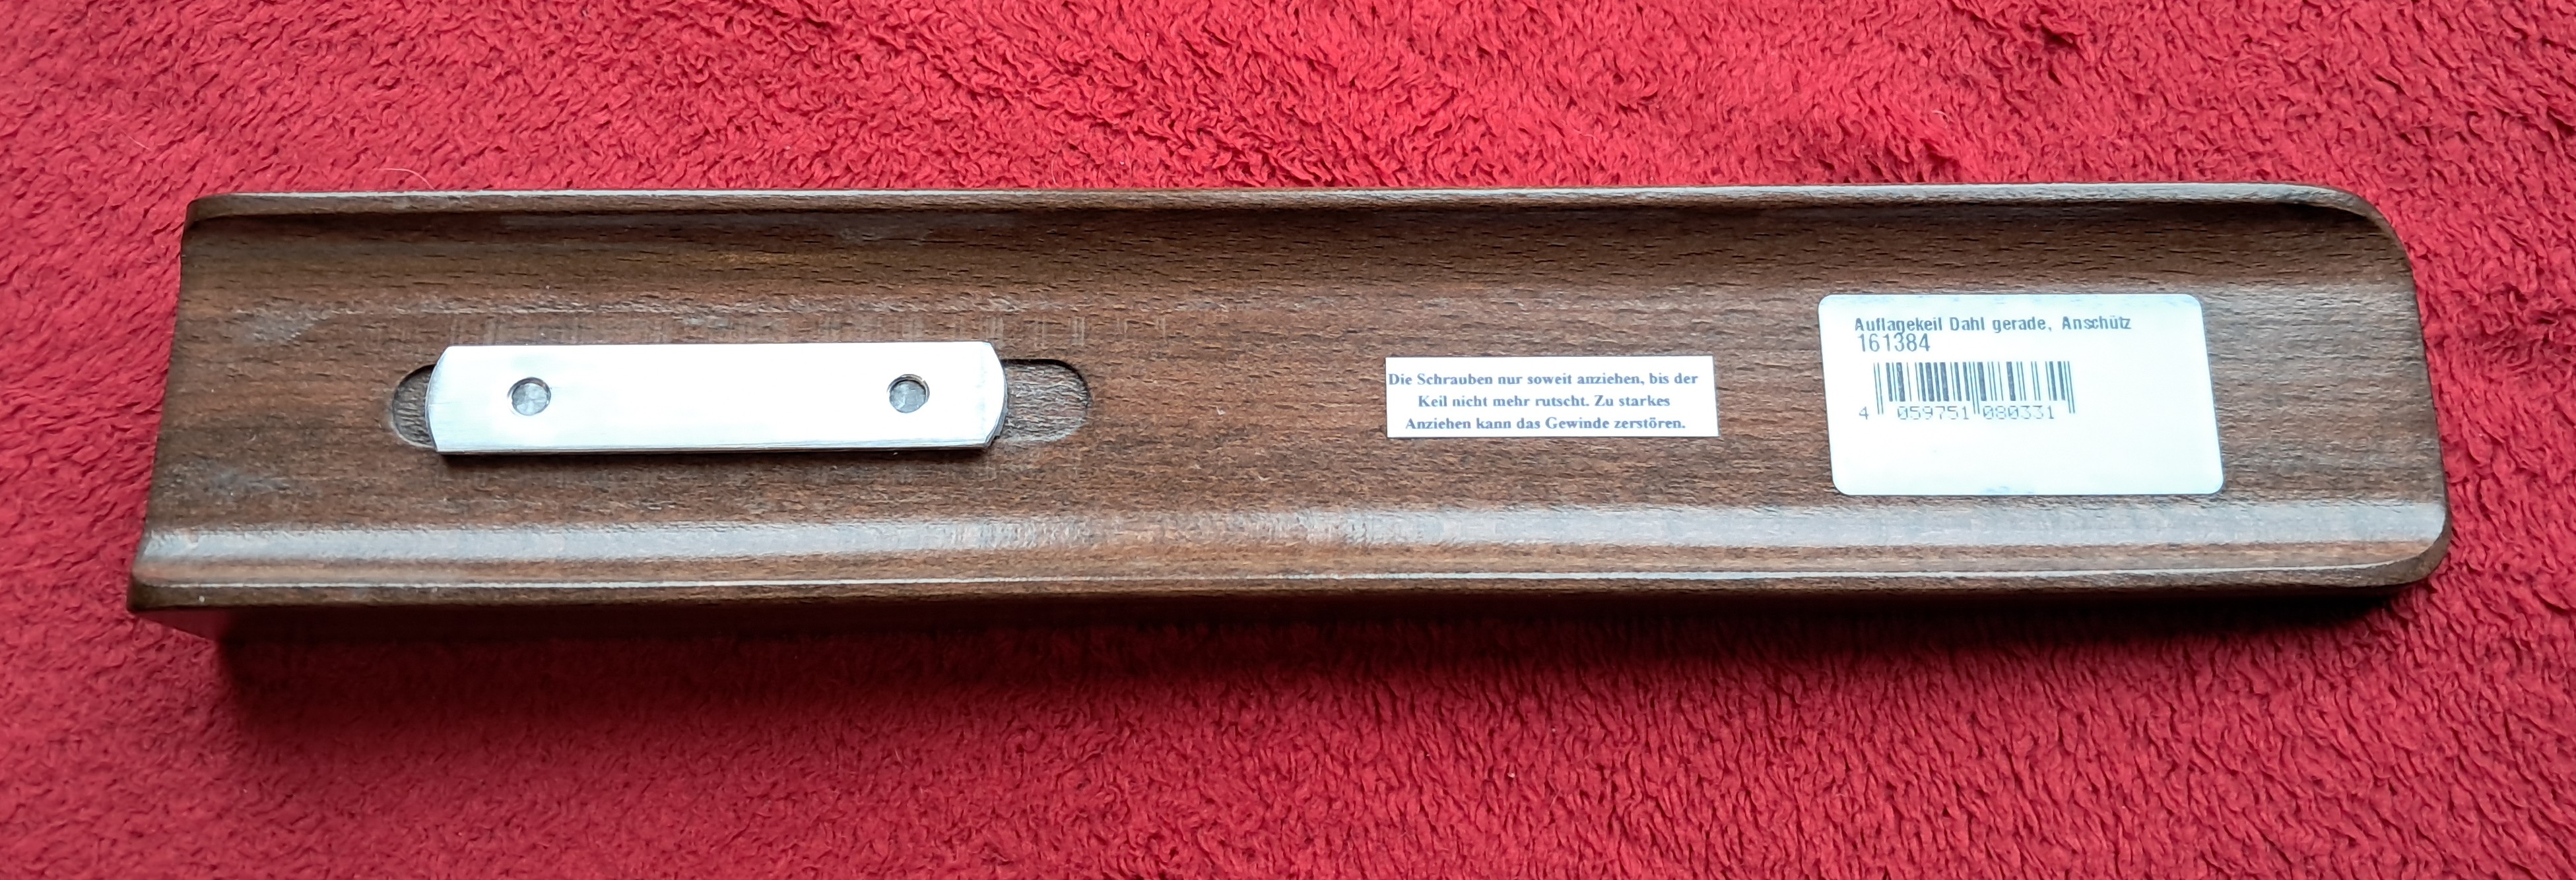 Die Schrauben nur soweit anziehen, bis der
Keil nicht mehr rutscht. Zu starkes
Anziehen kann das Gewinde zerstören.
Auflagekeil Dahl gerade, Anschütz
161384
4 059751 080331